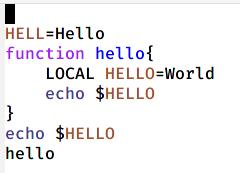 HELL=Hello
function hello{
    LOCAL HELLO=World
    echo $HELLO
}
echo $HELLO
hello